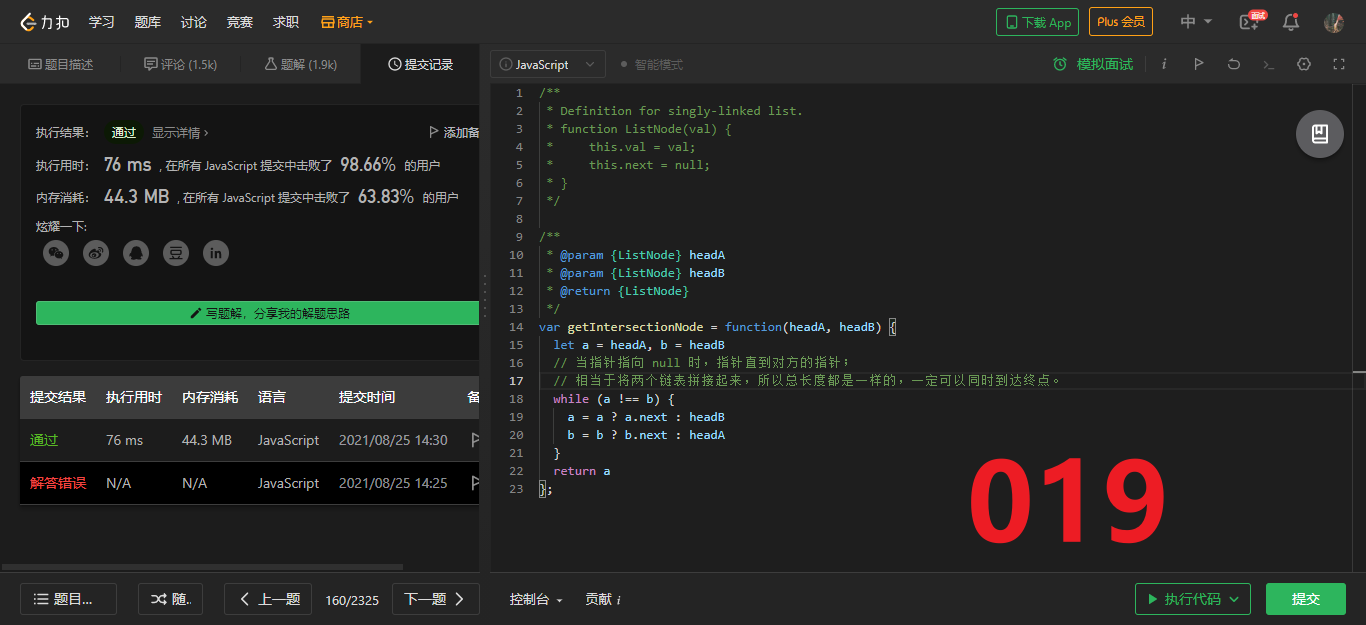 力扣 学习 题库 讨论 竞赛 求职 商店 下载 App Plus 会员 中 面试
题目描述 评论 (1.5k) 题解 (1.9k) 提交记录
执行结果： 通过 显示详情 › 添加备
执行用时： 76 ms , 在所有 JavaScript 提交中击败了 98.66% 的用户
内存消耗： 44.3 MB , 在所有 JavaScript 提交中击败了 63.83% 的用户
炫耀一下:
豆 in
写题解，分享我的解题思路
提交结果 执行用时 内存消耗 语言 提交时间 备
通过 76 ms 44.3 MB JavaScript 2021/08/25 14:30
解答错误 N/A N/A JavaScript 2021/08/25 14:25
i JavaScript 智能模式 模拟面试 i >_
1 /**
2 * Definition for singly-linked list.
3 * function ListNode(val) {
4 *     this.val = val;
5 *     this.next = null;
6 * }
7 */
8
9 /**
10 * @param {ListNode} headA
11 * @param {ListNode} headB
12 * @return {ListNode}
13 */
14 var getIntersectionNode = function(headA, headB) {
15   let a = headA, b = headB
16   // 当指针指向 null 时，指针直到对方的指针；
17   // 相当于将两个链表拼接起来，所以总长度都是一样的，一定可以同时到达终点。
18   while (a !== b) {
19     a = a ? a.next : headB
20     b = b ? b.next : headA
21   }
22   return a
23 };
019
题目... 随. 上一题 160/2325 下一题 控制台 贡献 i 执行代码 提交